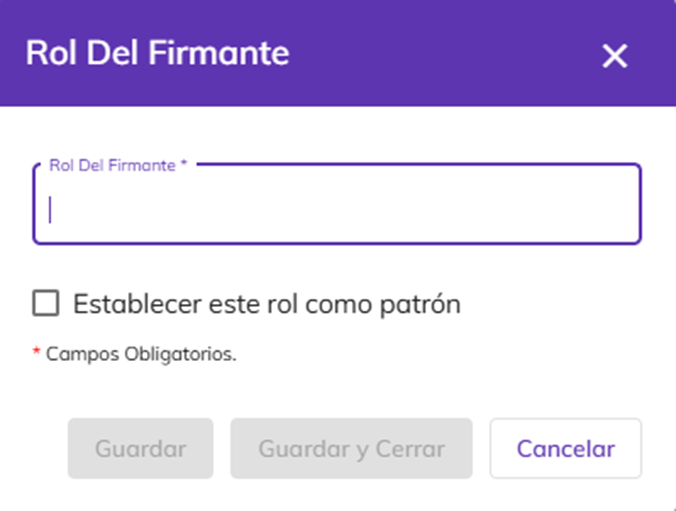 Rol Del Firmante
Rol Del Firmante *
Establecer este rol como patrón
* Campos Obligatorios.
Guardar Guardar y Cerrar Cancelar